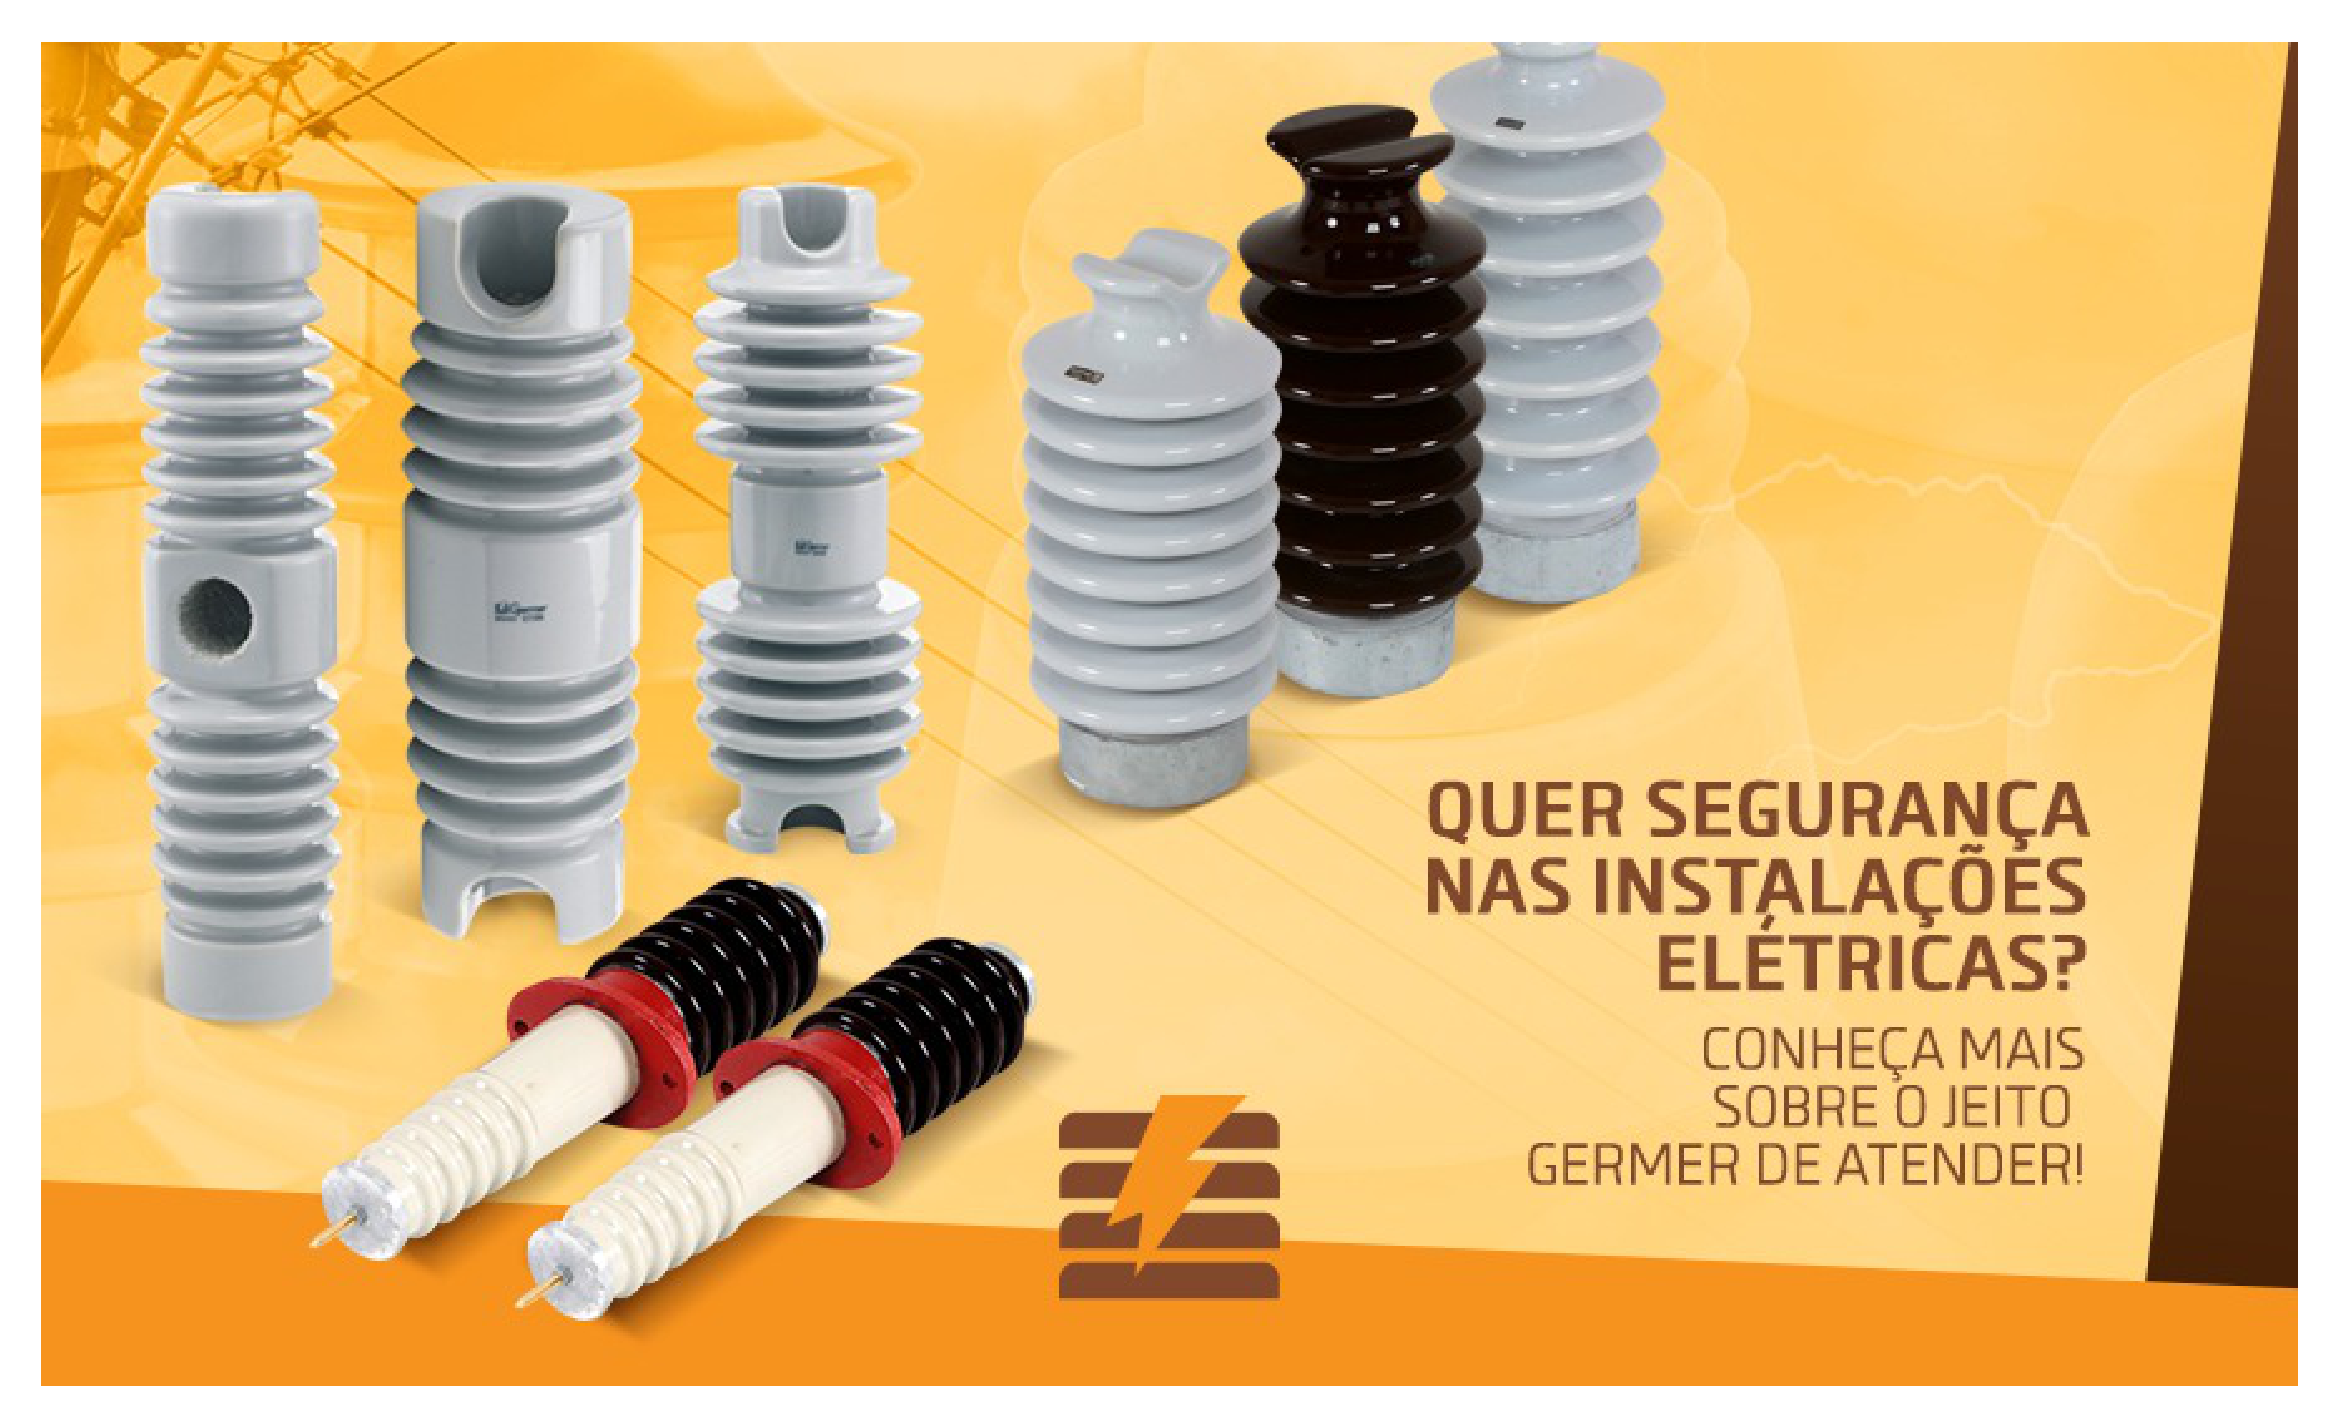 QUER SEGURANÇA
NAS INSTALAÇÕES
ELÉTRICAS?
CONHEÇA MAIS
SOBRE O JEITO
GERMER DE ATENDER!